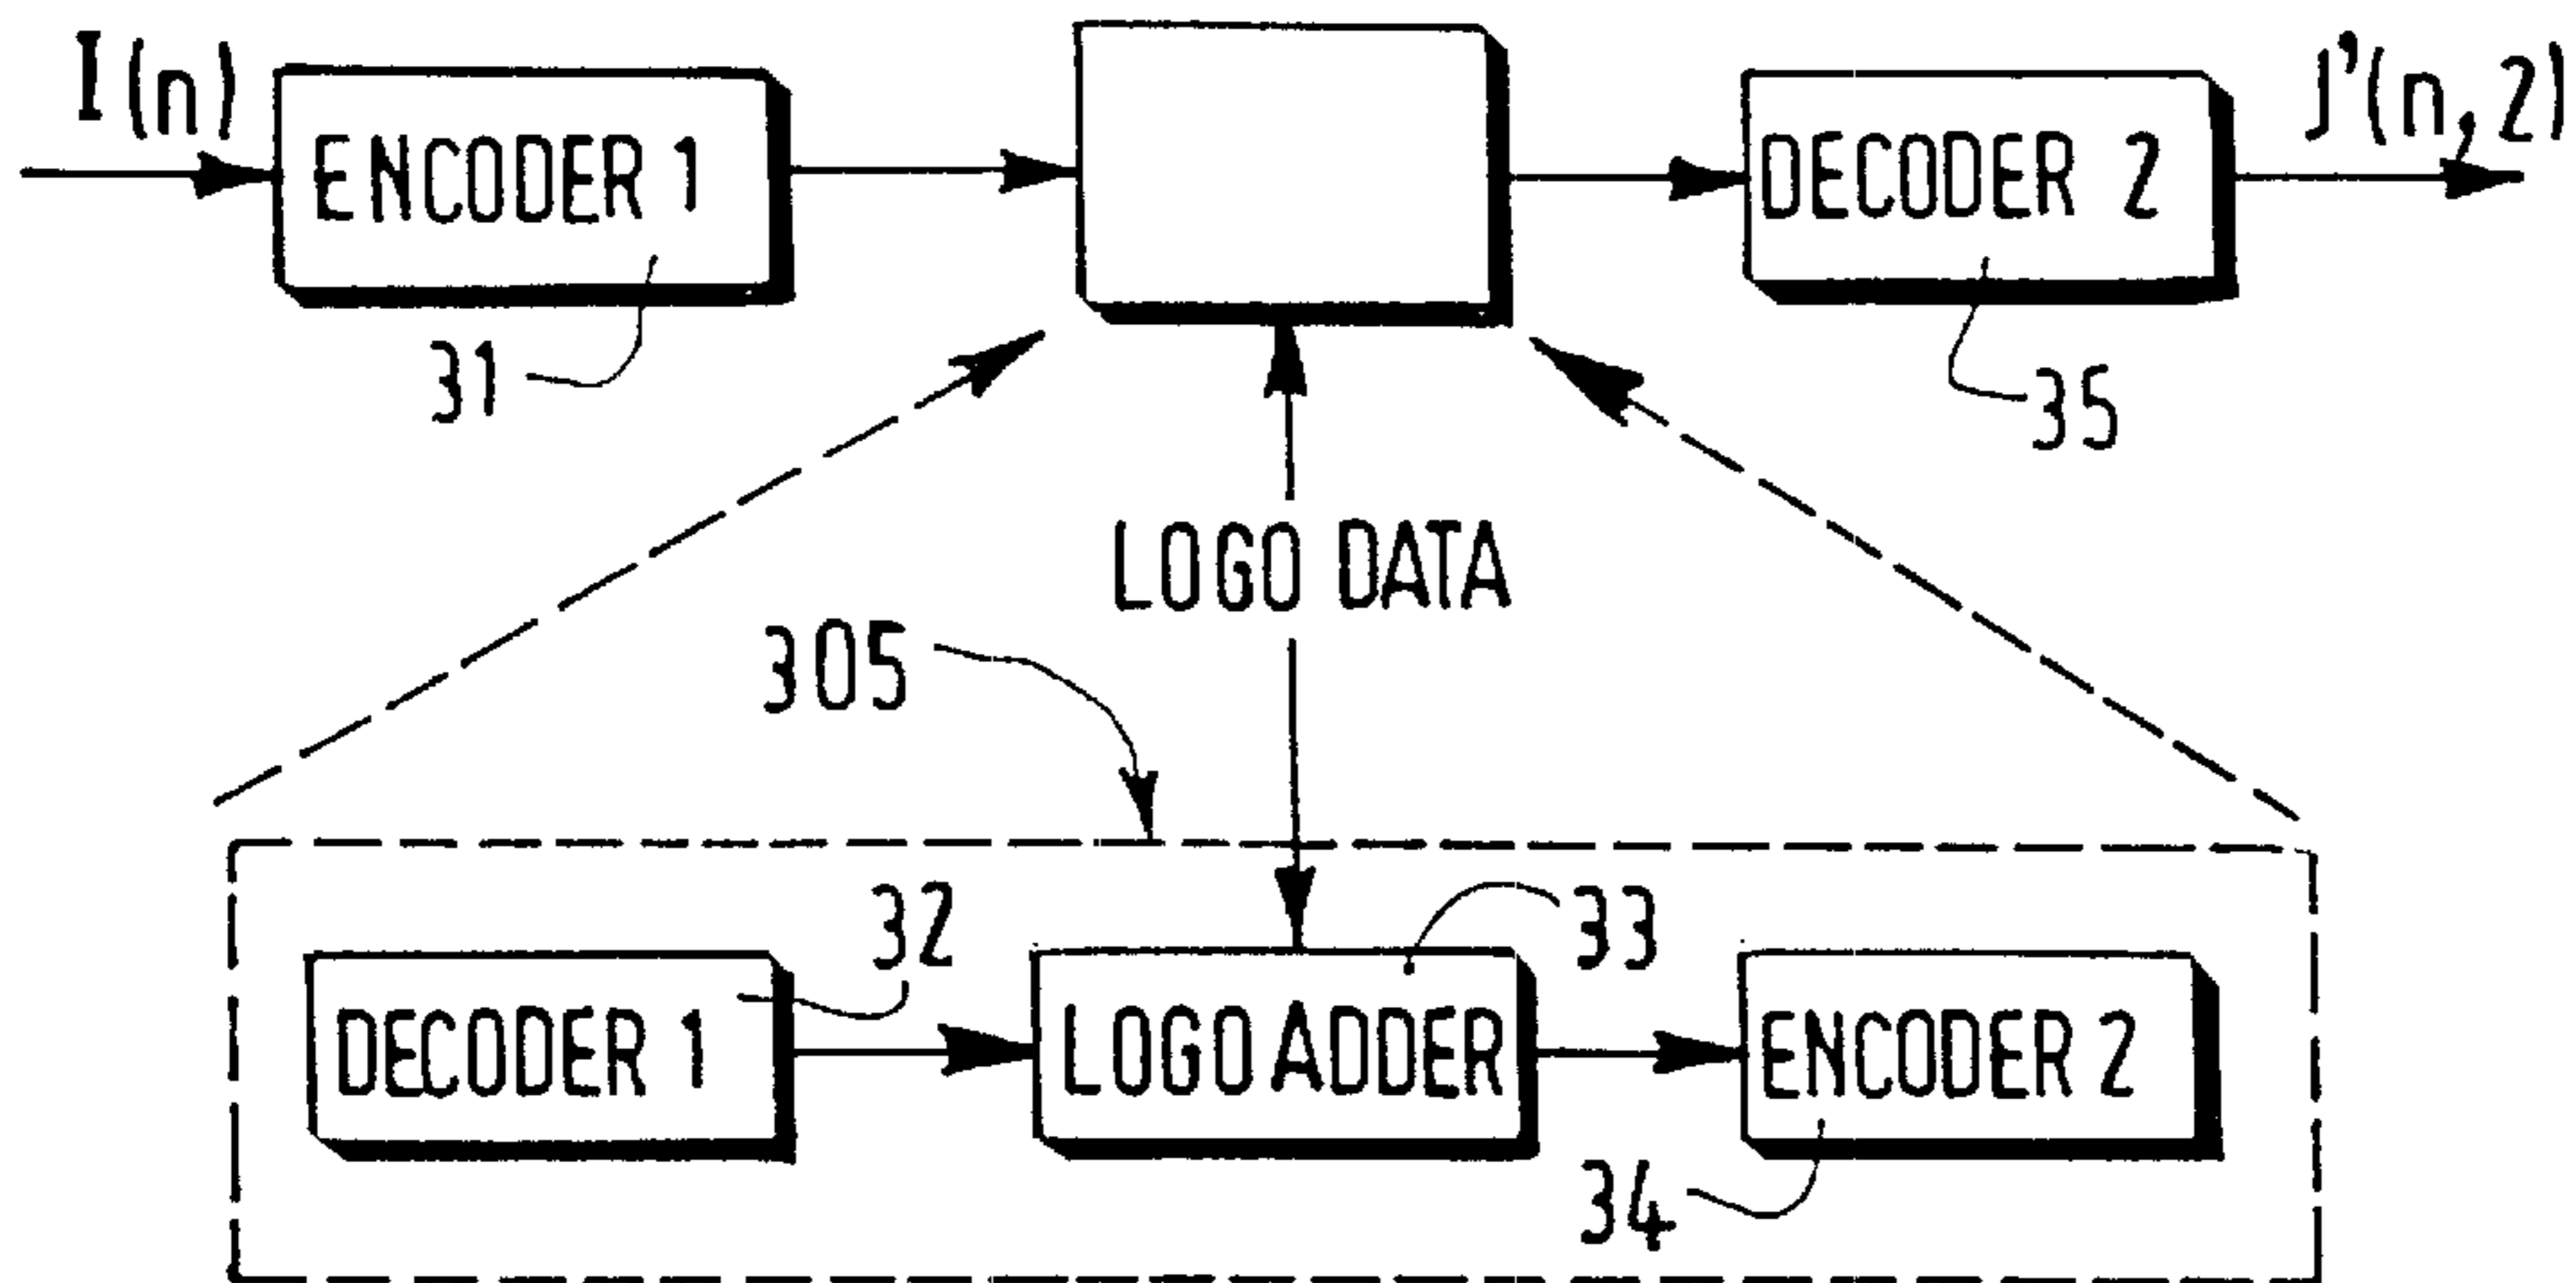 I(n)
ENCODER 1
DECODER 2
J'(n,2)
31
35
LOGO DATA
305
32
33
DECODER 1
LOGO ADDER
ENCODER 2
34